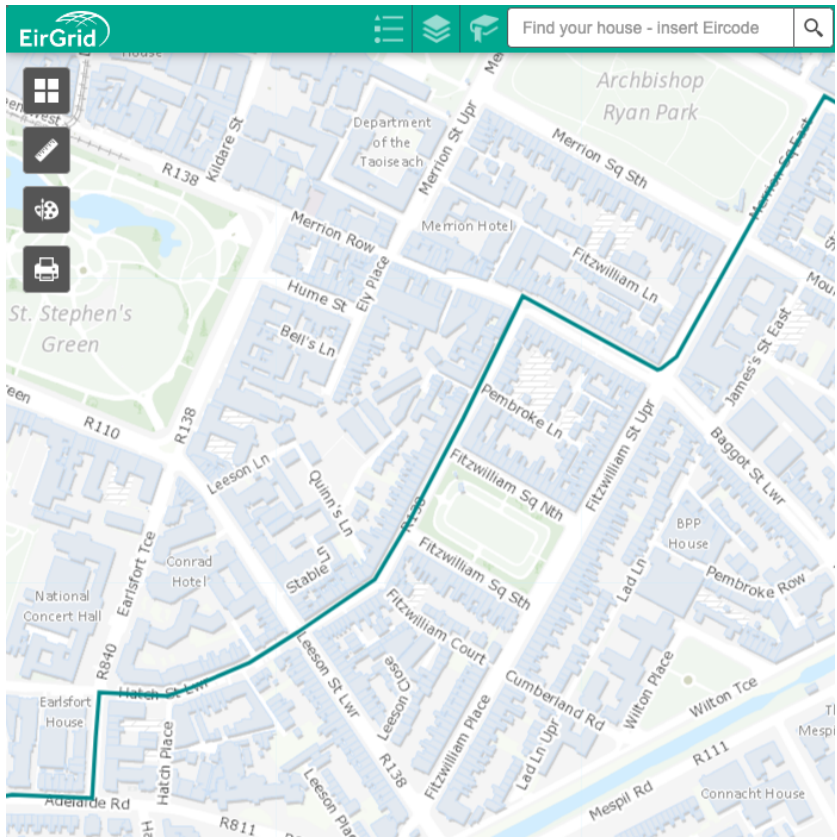 EirGrid
Find your house - insert Eircode
House
Archbishop
Ryan Park
Kildare St
Department
of the
Taoiseach
Merrion St Upr
Merrion Sq Sth
Merrion Sq East
R138
Merrion Row
Merrion Hotel
Ely Place
Fitzwilliam Ln
Hume St
St. Stephen's
Green
Bell's Ln
James's St East
Pembroke Ln
Fitzwilliam St Upr
R110
R138
Baggot St Lwr
Leeson Ln
Quinn's Ln
Fitzwilliam Sq Nth
R138
BPP
House
Earlsfort Tce
Conrad
Hotel
Stable
Ln
Fitzwilliam Sq Sth
Lad Ln
Pembroke Row
National
Concert Hall
Fitzwilliam Court
R840
Leeson St Lwr
Leeson Close
Cumberland Rd
Wilton Place
Wilton Tce
Hatch St Lwr
Earlsfort
House
Hatch Place
Fitzwilliam Place
Lad Ln Upr
R138
R111
Leeson Place
Mespil Rd
Connacht House
Adelaide Rd
R811